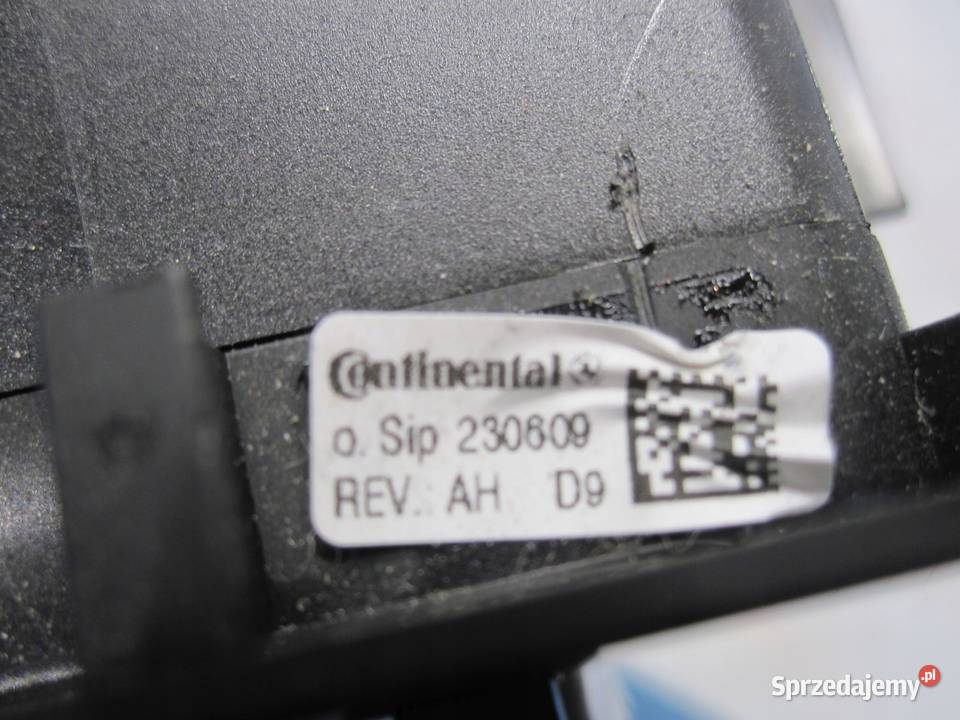 Continental
o. Sip 230609
REV.: AH D9
Sprzedajemy.pl